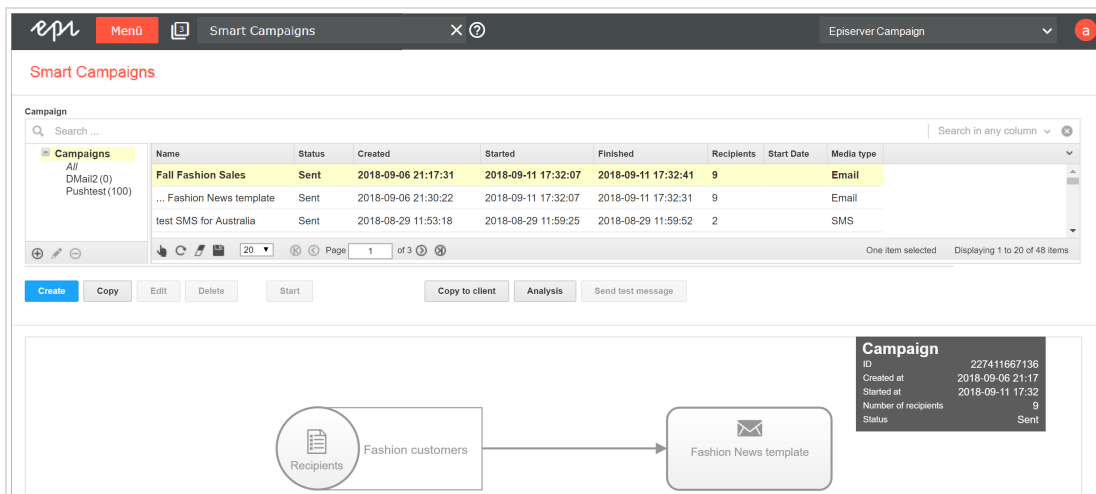 epi Menü 3 Smart Campaigns Episerver Campaign a
Smart Campaigns
Campaign
Search ... Search in any column
Campaigns
All
DMail2 (0)
Pushtest (100)
Name Status Created Started Finished Recipients Start Date Media type
Fall Fashion Sales Sent 2018-09-06 21:17:31 2018-09-11 17:32:07 2018-09-11 17:32:41 9 Email
... Fashion News template Sent 2018-09-06 21:30:22 2018-09-11 17:32:07 2018-09-11 17:32:31 9 Email
test SMS for Australia Sent 2018-08-29 11:53:18 2018-08-29 11:59:25 2018-08-29 11:59:52 2 SMS
20 Page 1 of 3 One item selected Displaying 1 to 20 of 48 items
Create Copy Edit Delete Start Copy to client Analysis Send test message
Campaign
ID 227411667136
Created at 2018-09-06 21:17
Started at 2018-09-11 17:32
Number of recipients 9
Status Sent
Recipients
Fashion customers
Fashion News template